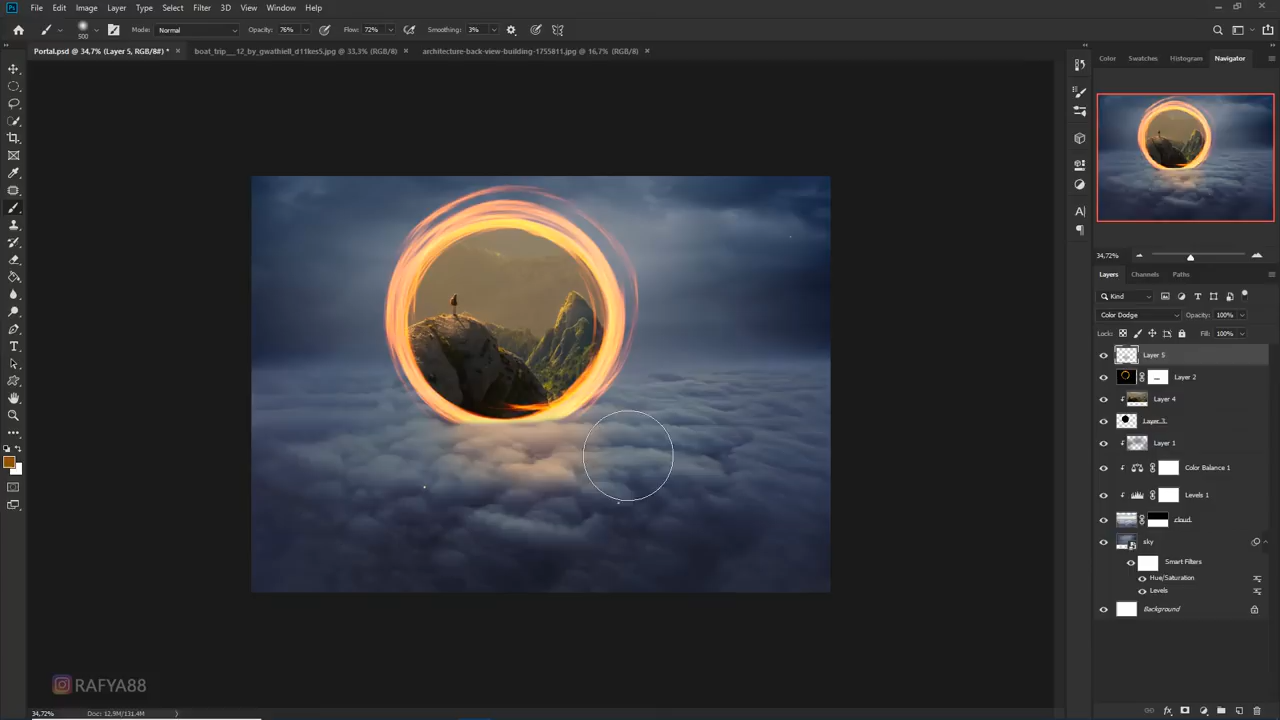 Ps File Edit Image Layer Type Select Filter 3D View Window Help
500 Mode: Normal Opacity: 76% Flow: 72% Smoothing: 3%
Portal.psd @ 34,7% (Layer 5, RGB/8#) * × boat_trip___12_by_gwathiell_d11kes5.jpg @ 33,3% (RGB/8) × architecture-back-view-building-1755811.jpg @ 16,7% (RGB/8) ×
Color Swatches Histogram Navigator
34,72%
Layers Channels Paths
Kind
Color Dodge Opacity: 100%
Lock: Fill: 100%
Layer 5
Layer 2
Layer 4
Layer 3
Layer 1
Color Balance 1
Levels 1
cloud
sky
Smart Filters
Hue/Saturation
Levels
Background
RAFYA88
34,72% Doc: 12,9M/131,4M